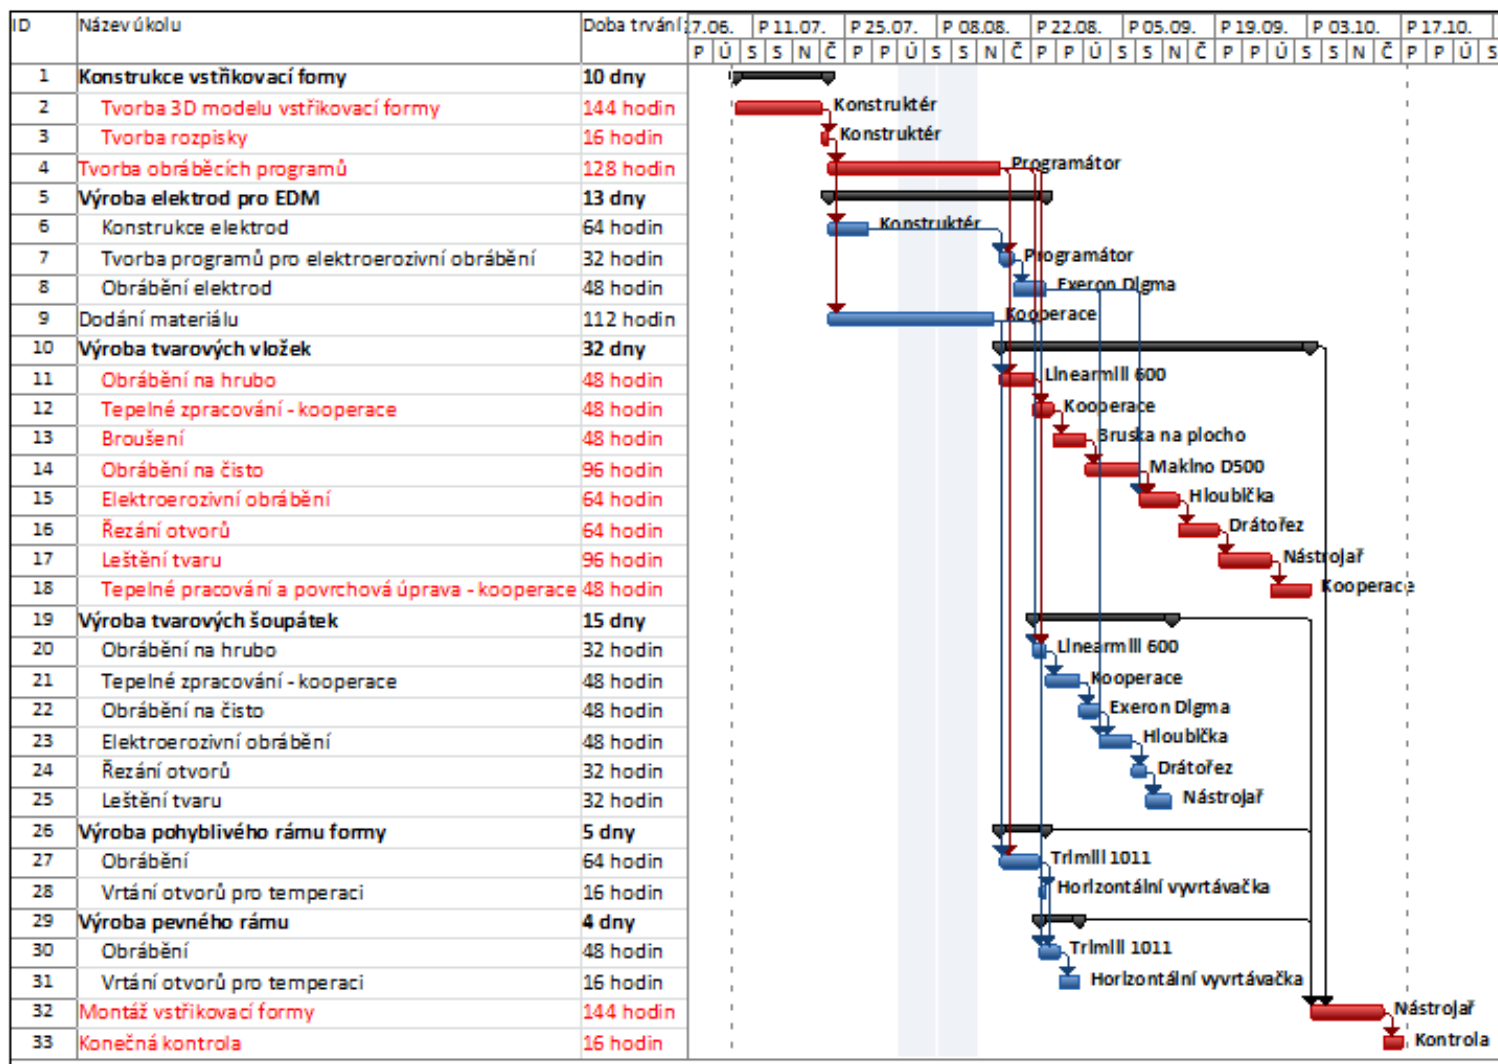 ID Název úkolu Doba trvání 7.06. P 11.07. P 25.07. P 08.08. P 22.08. P 05.09. P 19.09. P 03.10. P 17.10.
P Ú S S N Č P P Ú S S N Č P P Ú S S N Č P P Ú S S N Č P P Ú S
1 Konstrukce vstřikovací fomy 10 dny
2 Tvorba 3D modelu vstřikovací formy 144 hodin Konstruktér
3 Tvorba rozpisky 16 hodin Konstruktér
4 Tvorba obráběcích programů 128 hodin Programátor
5 Výroba elektrod pro EDM 13 dny
6 Konstrukce elektrod 64 hodin Konstruktér
7 Tvorba programů pro elektroerozivní obrábění 32 hodin Programátor
8 Obrábění elektrod 48 hodin Exeron Digma
9 Dodání materiálu 112 hodin Kooperace
10 Výroba tvarových vložek 32 dny
11 Obrábění na hrubo 48 hodin Linearmill 600
12 Tepelné zpracování - kooperace 48 hodin Kooperace
13 Broušení 48 hodin Bruska na plocho
14 Obrábění na čisto 96 hodin Makino D500
15 Elektroerozivní obrábění 64 hodin Hloubička
16 Řezání otvorů 64 hodin Drátořez
17 Leštění tvaru 96 hodin Nástrojař
18 Tepelné pracování a povrchová úprava - kooperace 48 hodin Kooperace
19 Výroba tvarových šoupátek 15 dny
20 Obrábění na hrubo 32 hodin Linearmill 600
21 Tepelné zpracování - kooperace 48 hodin Kooperace
22 Obrábění na čisto 48 hodin Exeron Digma
23 Elektroerozivní obrábění 48 hodin Hloubička
24 Řezání otvorů 32 hodin Drátořez
25 Leštění tvaru 32 hodin Nástrojař
26 Výroba pohyblivého rámu formy 5 dny
27 Obrábění 64 hodin Trimill 1011
28 Vrtání otvorů pro temperaci 16 hodin Horizontální vyvrtávačka
29 Výroba pevného rámu 4 dny
30 Obrábění 48 hodin Trimill 1011
31 Vrtání otvorů pro temperaci 16 hodin Horizontální vyvrtávačka
32 Montáž vstřikovací formy 144 hodin Nástrojař
33 Konečná kontrola 16 hodin Kontrola